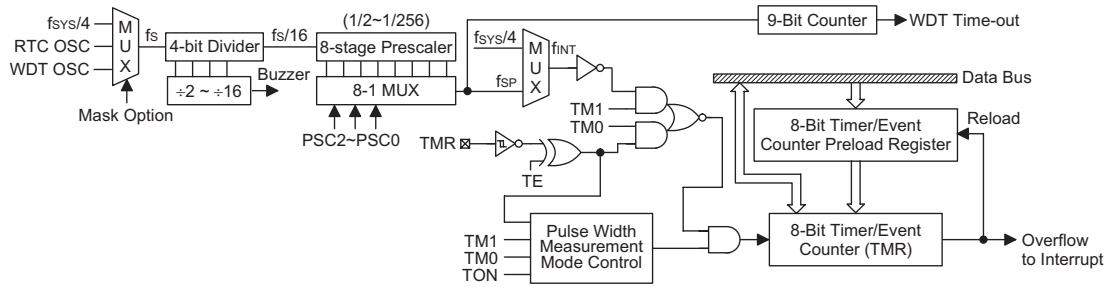 fSYS/4
RTC OSC
WDT OSC
M
U
X
Mask Option
fS
4-bit Divider
÷2 ~ ÷16
Buzzer
fS/16
(1/2~1/256)
8-stage Prescaler
8-1 MUX
PSC2~PSC0
fSYS/4
fSP
M
U
X
fINT
9-Bit Counter
WDT Time-out
TM1
TM0
TMR
TE
TM1
TM0
TON
Pulse Width
Measurement
Mode Control
Data Bus
8-Bit Timer/Event
Counter Preload Register
Reload
8-Bit Timer/Event
Counter (TMR)
Overflow
to Interrupt